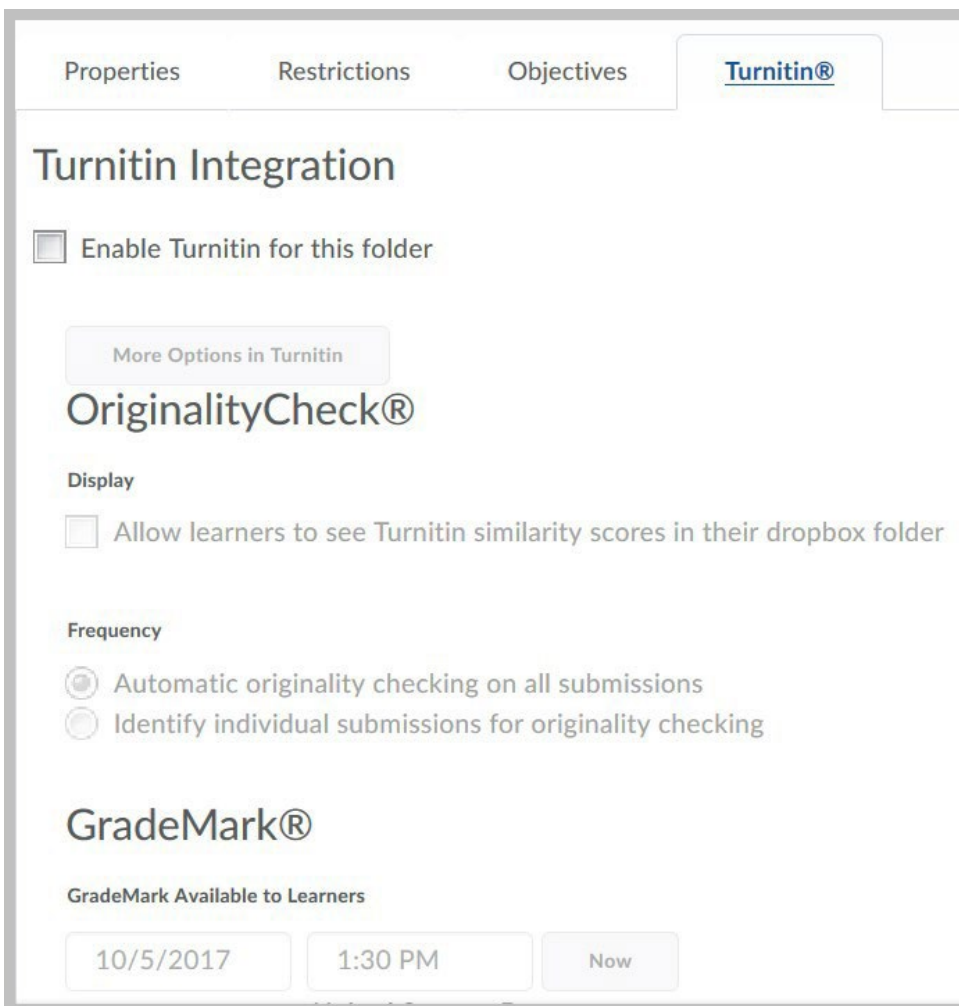 Properties Restrictions Objectives Turnitin®
Turnitin Integration
Enable Turnitin for this folder
More Options in Turnitin
OriginalityCheck®
Display
Allow learners to see Turnitin similarity scores in their dropbox folder
Frequency
Automatic originality checking on all submissions
Identify individual submissions for originality checking
GradeMark®
GradeMark Available to Learners
10/5/2017 1:30 PM Now